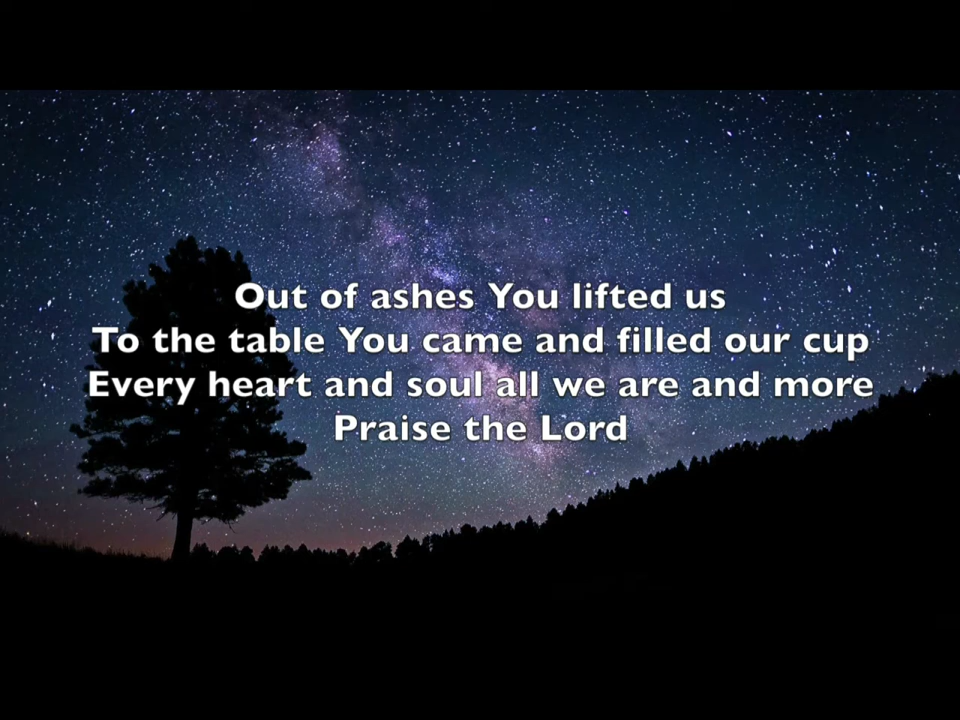 Out of ashes You lifted us
To the table You came and filled our cup
Every heart and soul all we are and more
Praise the Lord